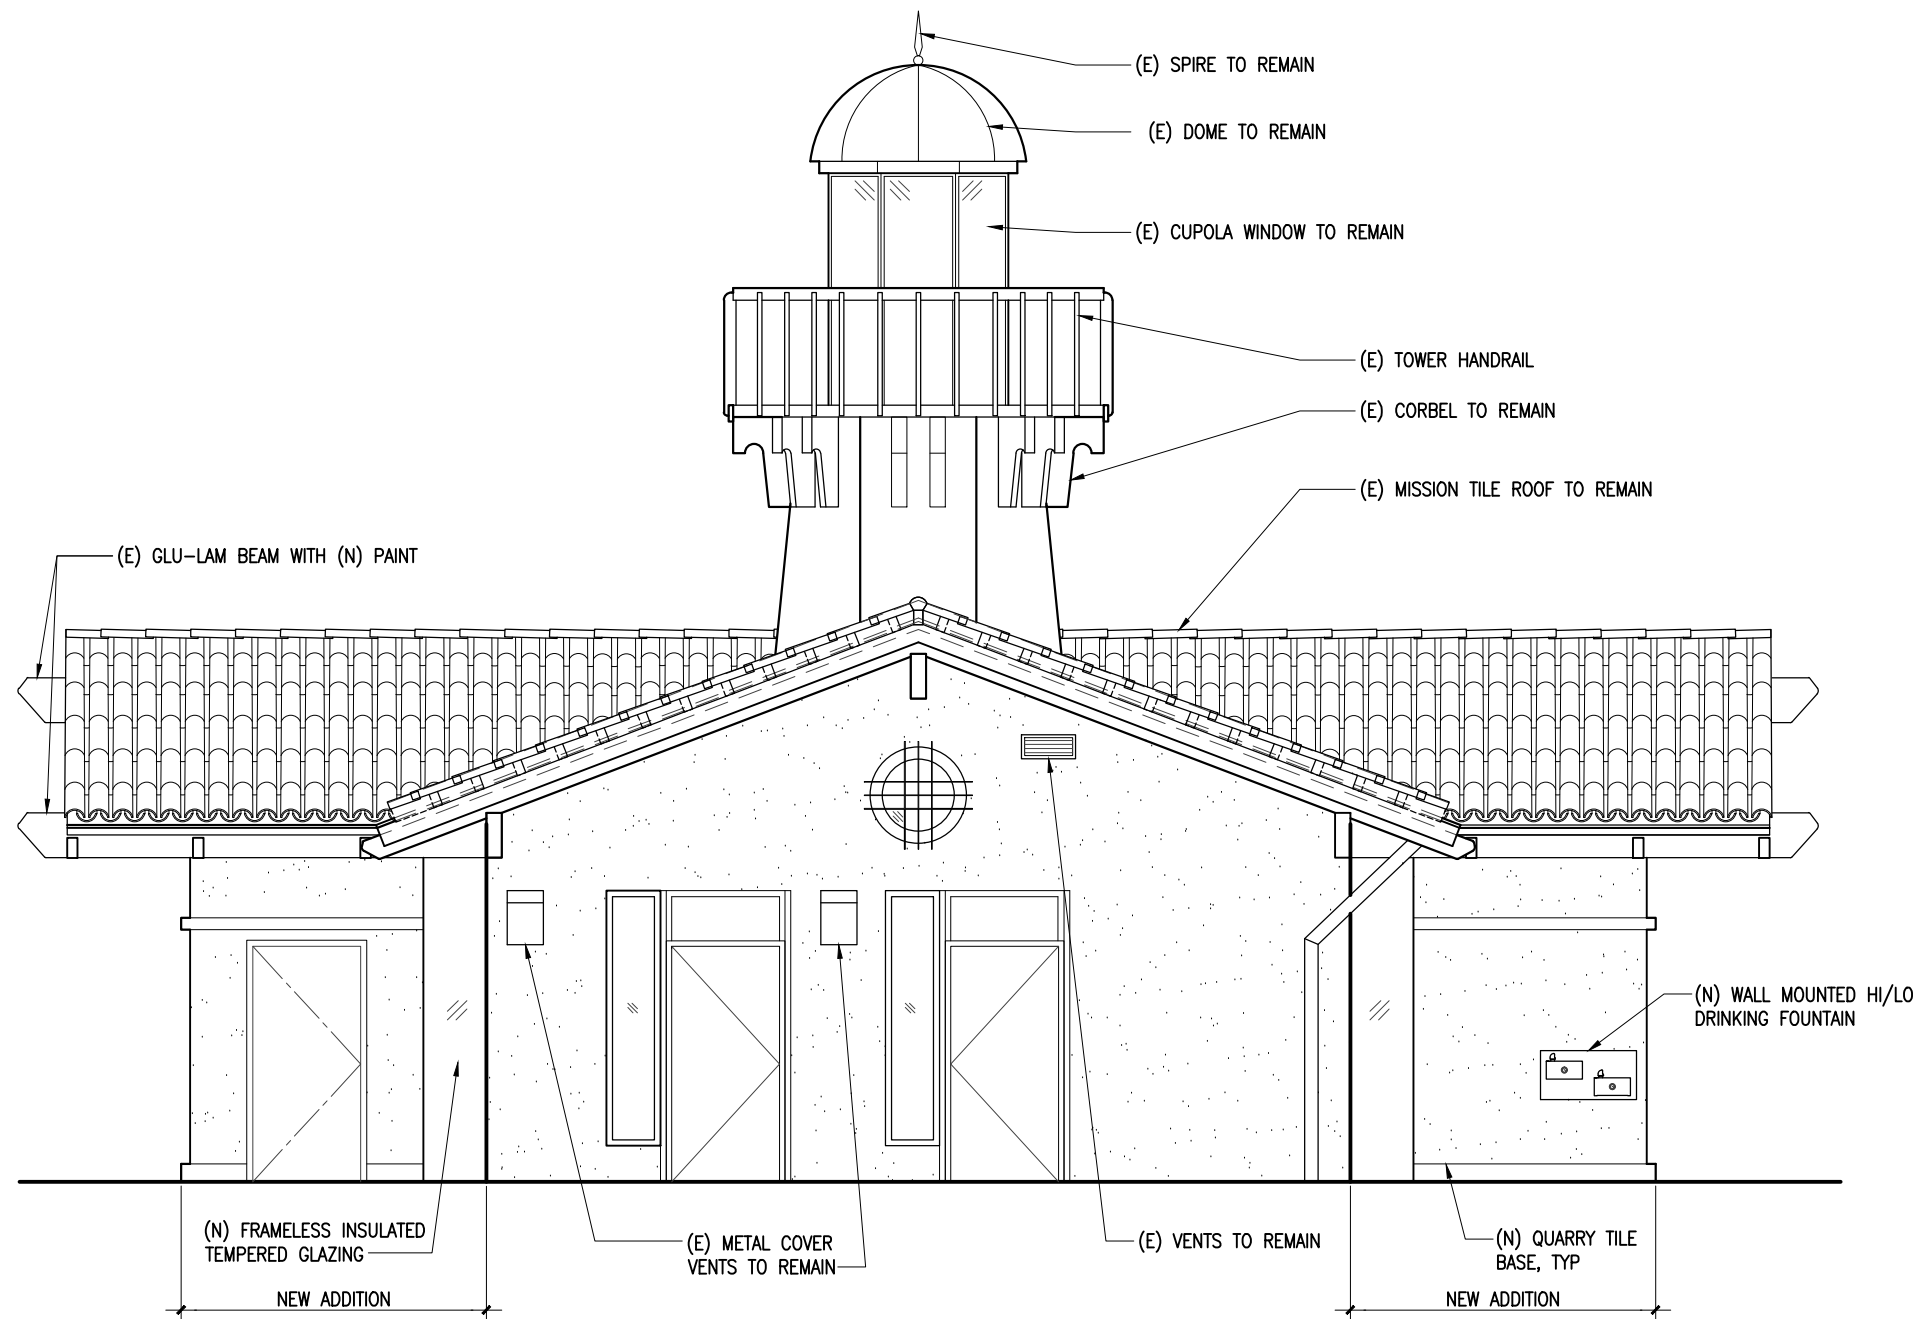 (E) SPIRE TO REMAIN
(E) DOME TO REMAIN
(E) CUPOLA WINDOW TO REMAIN
(E) TOWER HANDRAIL
(E) CORBEL TO REMAIN
(E) MISSION TILE ROOF TO REMAIN
(E) GLU-LAM BEAM WITH (N) PAINT
(N) WALL MOUNTED HI/LO
DRINKING FOUNTAIN
(N) FRAMELESS INSULATED
TEMPERED GLAZING
(E) METAL COVER
VENTS TO REMAIN
(E) VENTS TO REMAIN
(N) QUARRY TILE
BASE, TYP
NEW ADDITION
NEW ADDITION